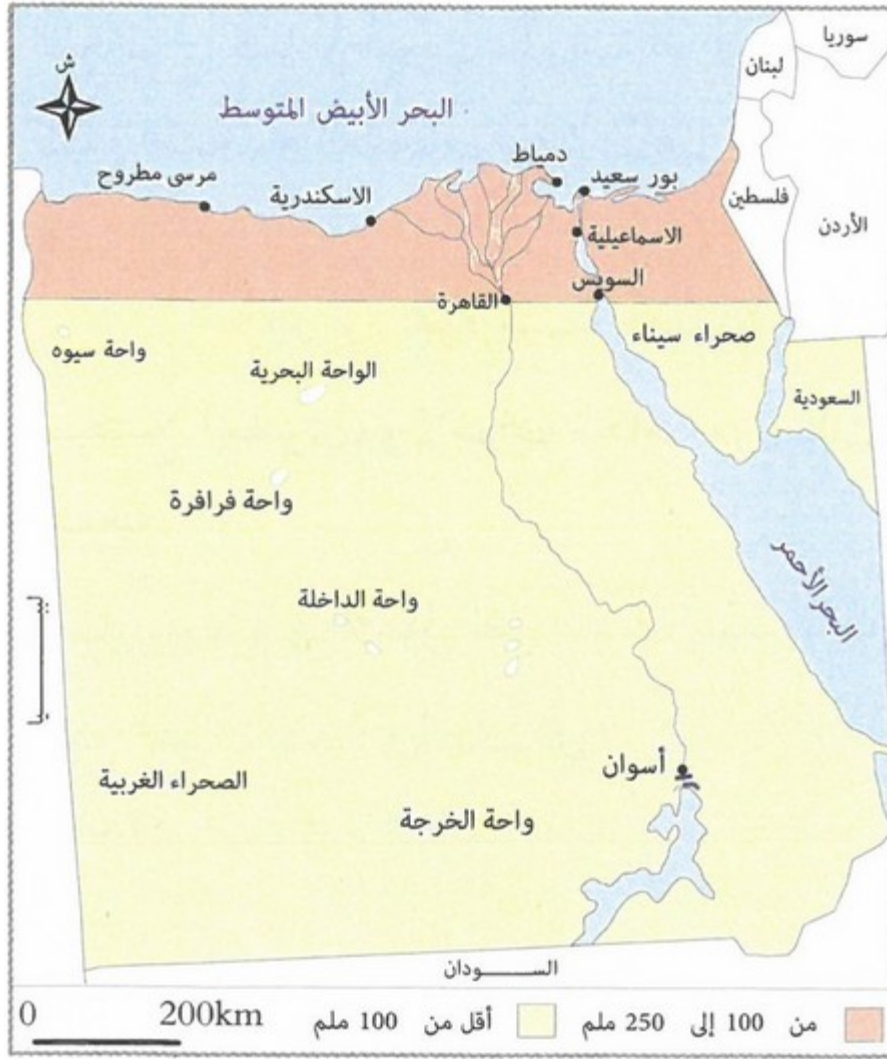 سوريا
لبنان
ش
البحر الأبيض المتوسط
دمياط
بور سعيد
مرسى مطروح
الاسكندرية
فلسطين
الأردن
الاسماعيلية
السويس
القاهرة
صحراء سيناء
واحة سيوه
الواحة البحرية
السعودية
واحة فرافرة
البحر الأحمر
واحة الداخلة
ليبيا
أسوان
الصحراء الغربية
واحة الخرجة
الســـودان
من 100 إلى 250 ملم
أقل من 100 ملم
0 200km